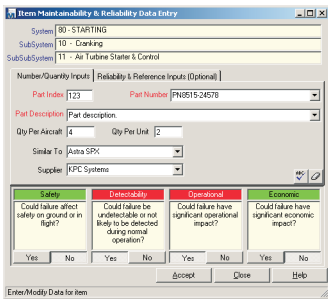 Item Maintainability & Reliability Data Entry
System 80 - STARTING
SubSystem 10 - Cranking
SubSubSystem 11 - Air Turbine Starter & Control
Number/Quantity Inputs Reliability & Reference Inputs (Optional)
Part Index 123 Part Number PN8515-24578
Part Description Part description.
Qty Per Aircraft 4 Qty Per Unit 2
Similar To Astra SPX
Supplier KPC Systems
ABC
Safety Detectability Operational Economic
Could failure affect safety on ground or in flight?
Could failure be undetectable or not likely to be detected during normal operation?
Could failure have significant operational impact?
Could failure have significant economic impact?
Yes No Yes No Yes No Yes No
Accept Close Help
Enter/Modify Data for item